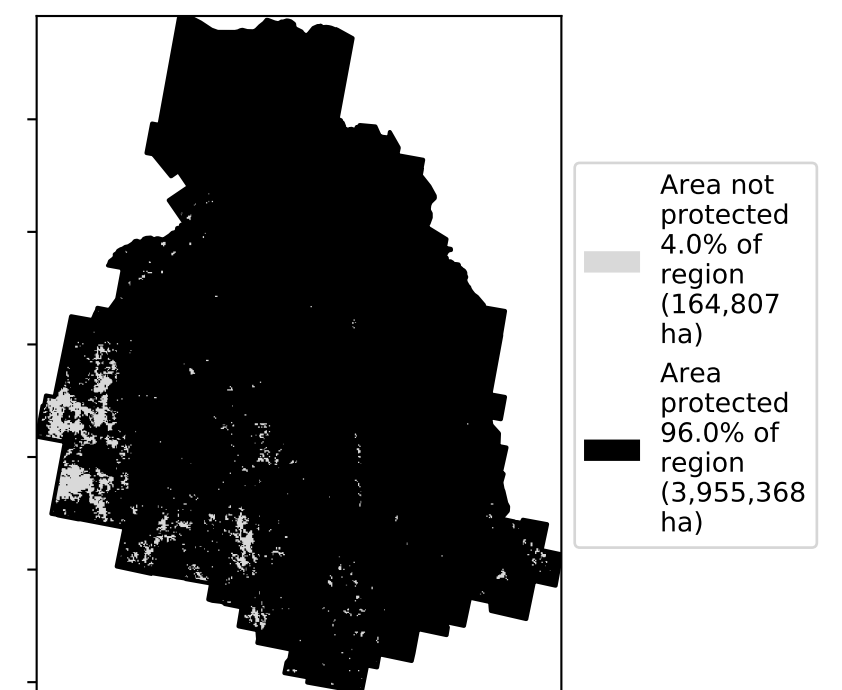 Area not
protected
4.0% of
region
(164,807
ha)
Area
protected
96.0% of
region
(3,955,368
ha)